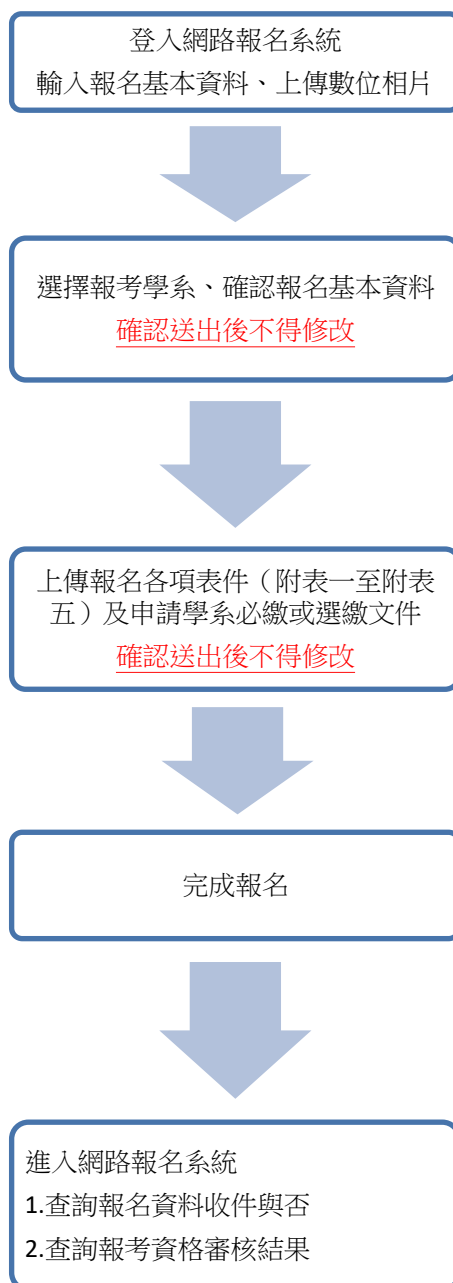 登入網路報名系統
輸入報名基本資料、上傳數位相片
選擇報考學系、確認報名基本資料
確認送出後不得修改
上傳報名各項表件（附表一至附表
五）及申請學系必繳或選繳文件
確認送出後不得修改
完成報名
進入網路報名系統
1.查詢報名資料收件與否
2.查詢報考資格審核結果